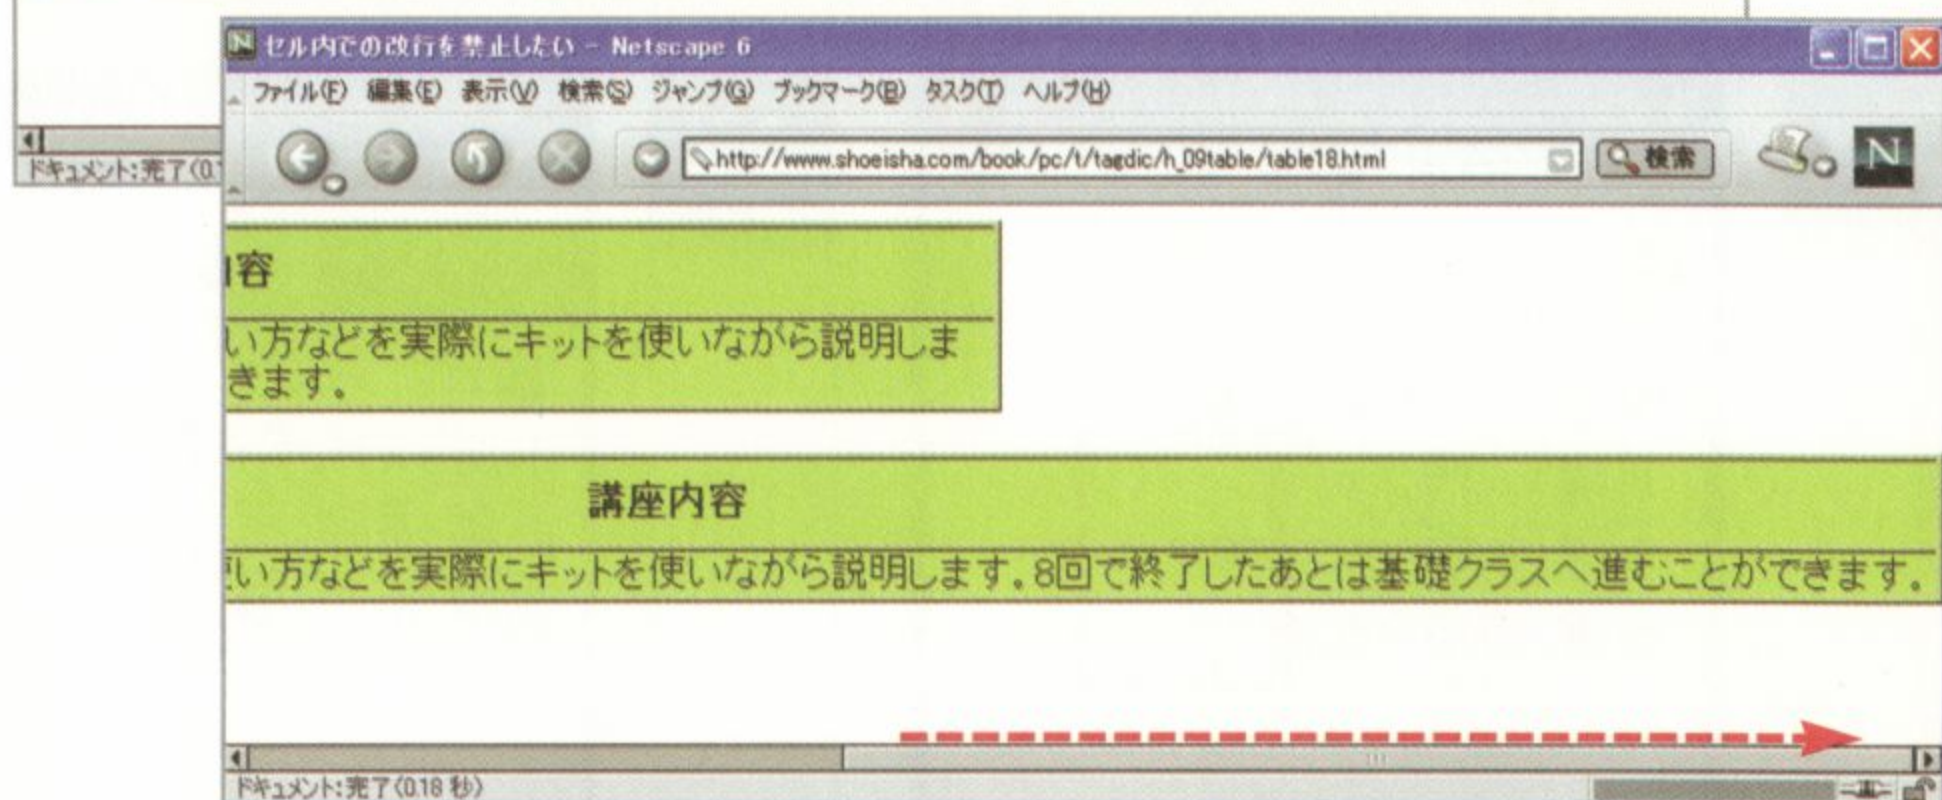 セル内での改行を禁止したい - Netscape 6
ファイル(F) 編集(E) 表示(V) 検索(S) ジャンプ(G) ブックマーク(B) タスク(T) ヘルプ(H)
http://www.shoeisha.com/book/pc/t/tagdic/h_09table/table18.html 検索 N
ドキュメント:完了(0.1
容
い方などを実際にキットを使いながら説明しま
きます。
講座内容
い方などを実際にキットを使いながら説明します。8回で終了したあとは基礎クラスへ進むことができます。
ドキュメント:完了(0.18 秒)